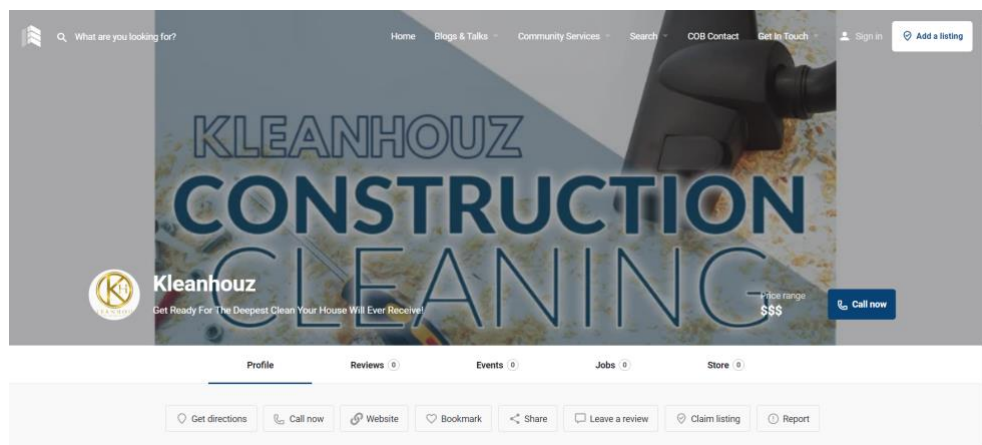 What are you looking for?
Home Blogs & Talks Community Services Search COB Contact Get In Touch Sign in Add a listing
KLEANHOUZ
CONSTRUCTION
CLEANING
Kleanhouz
Get Ready For The Deepest Clean Your House Will Ever Receive!
Price range
$$$
Call now
Profile Reviews 0 Events 0 Jobs 0 Store 0
Get directions Call now Website Bookmark Share Leave a review Claim listing Report